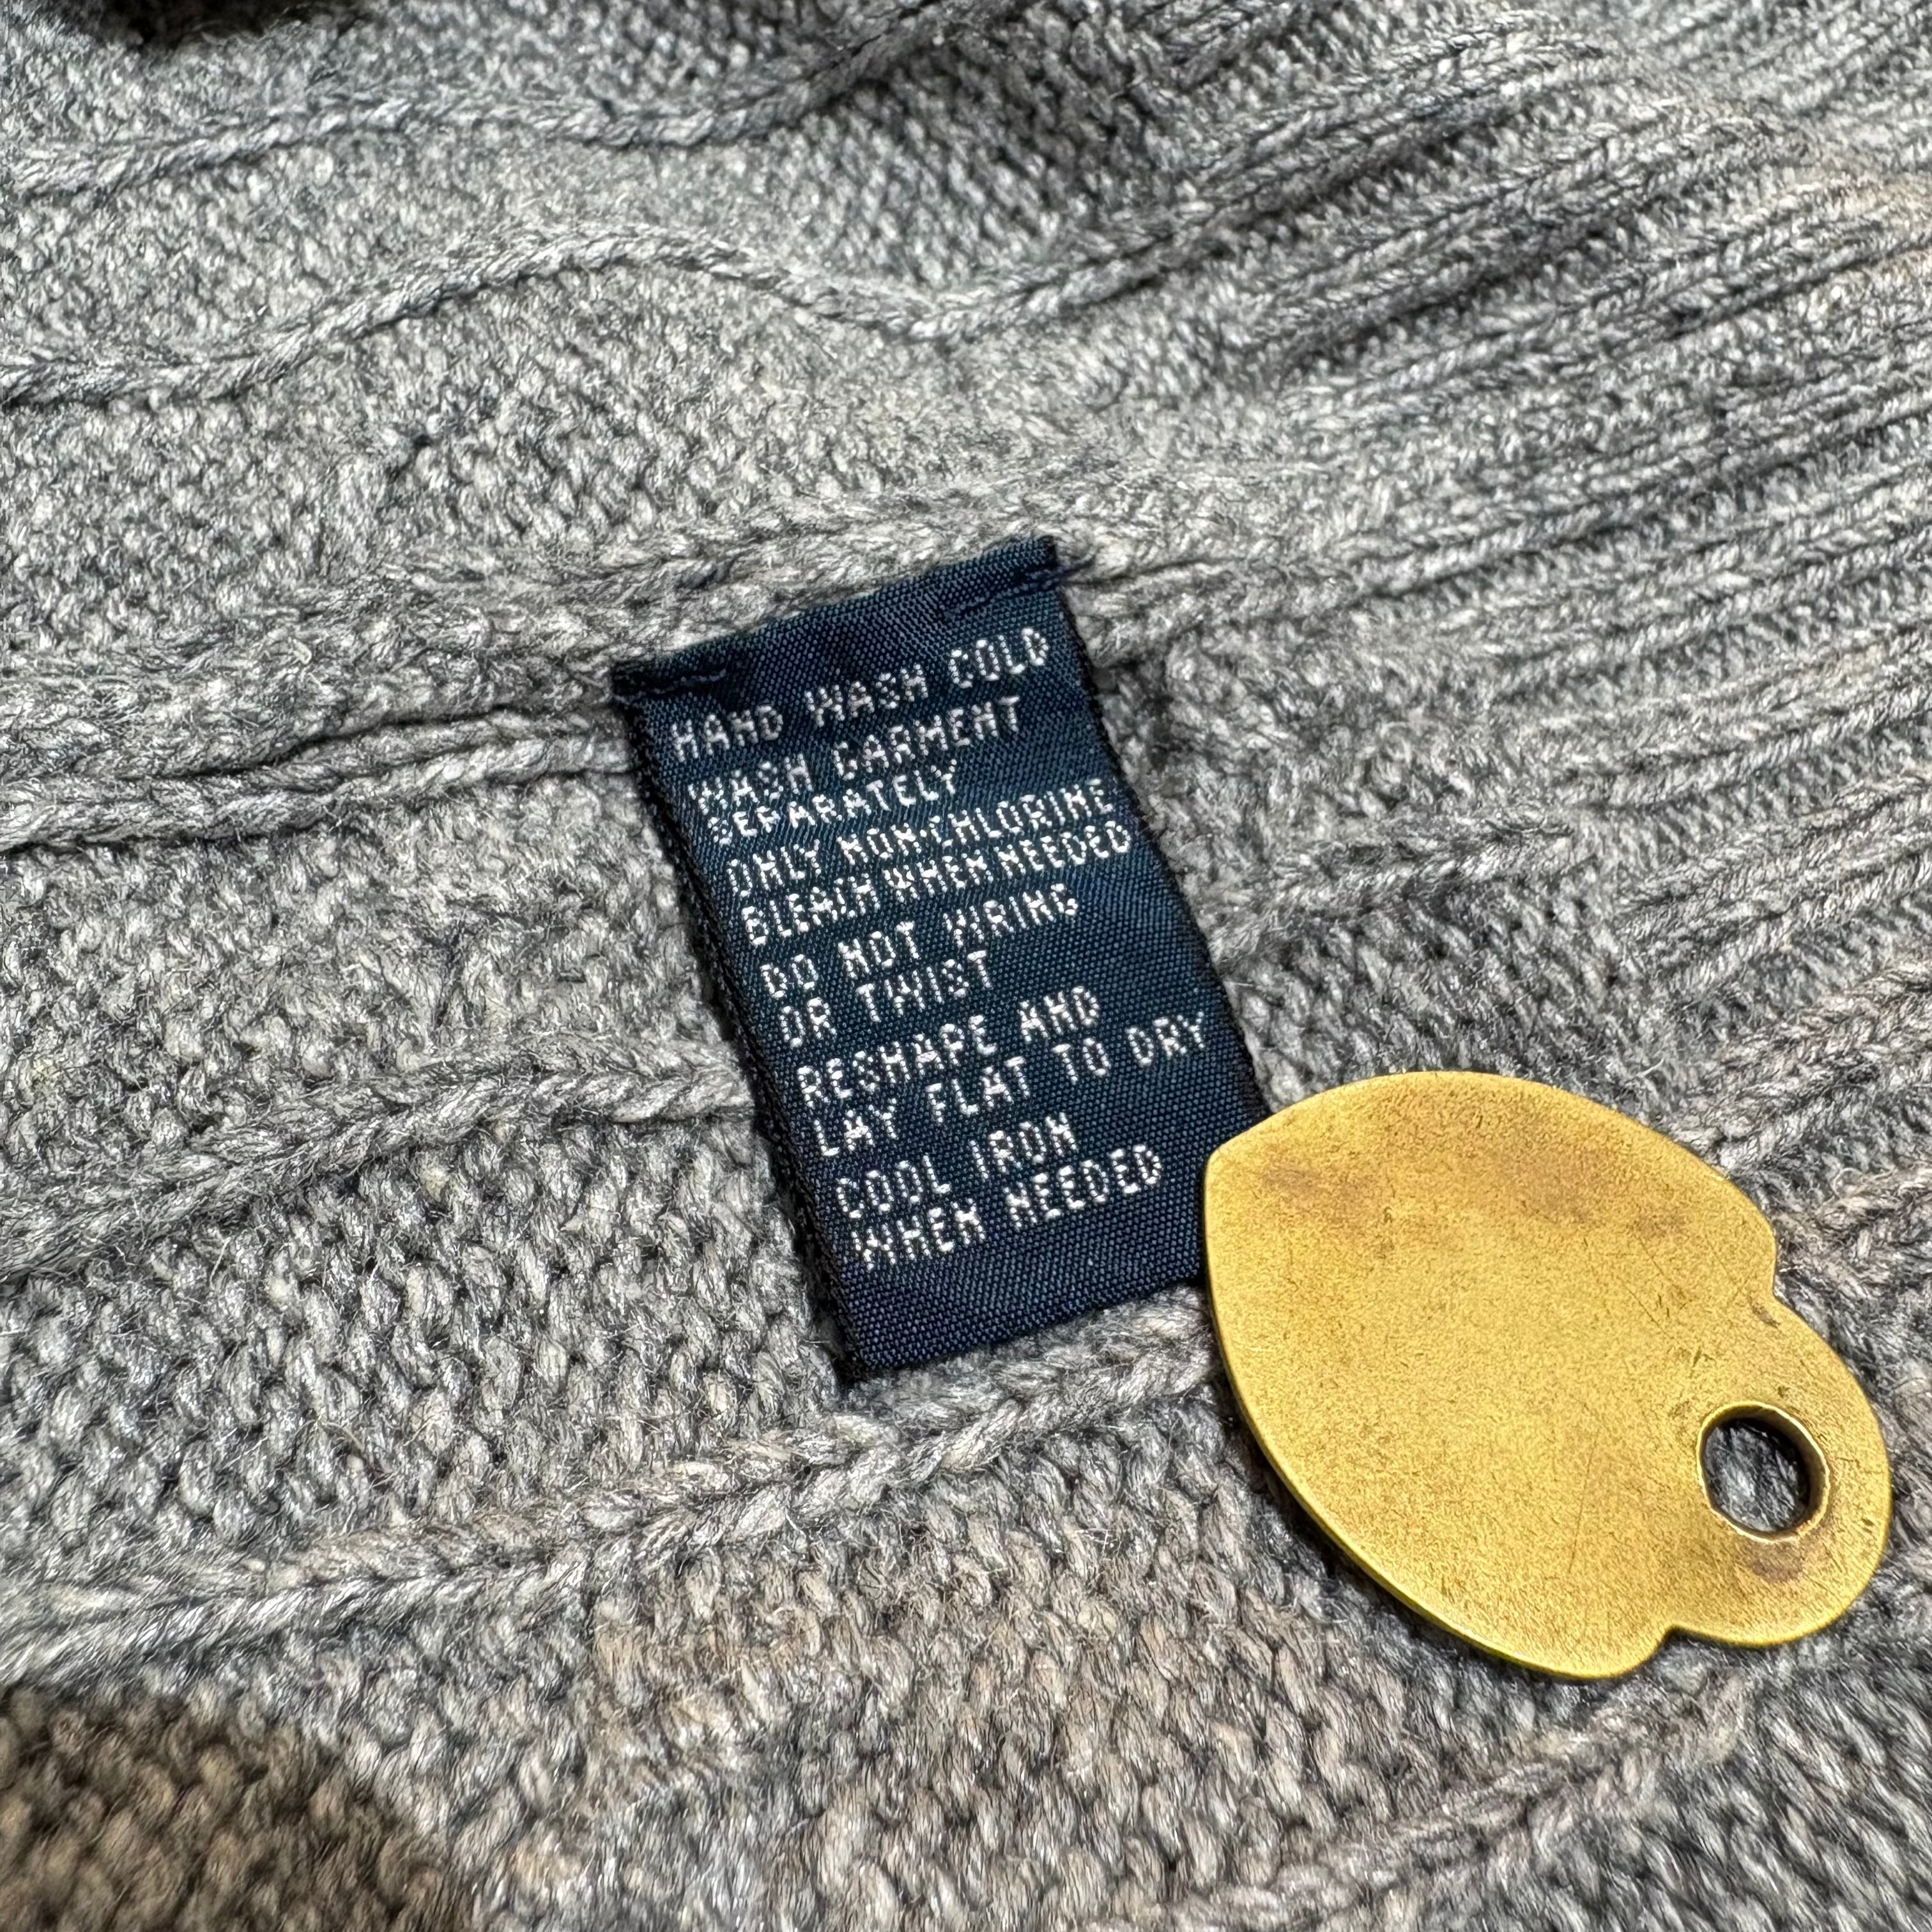 HAND WASH COLD
WASH GARMENT
SEPARATELY
ONLY NON-CHLORINE
BLEACH WHEN NEEDED
DO NOT WRING
OR TWIST
RESHAPE AND
LAY FLAT TO DRY
COOL IRON
WHEN NEEDED